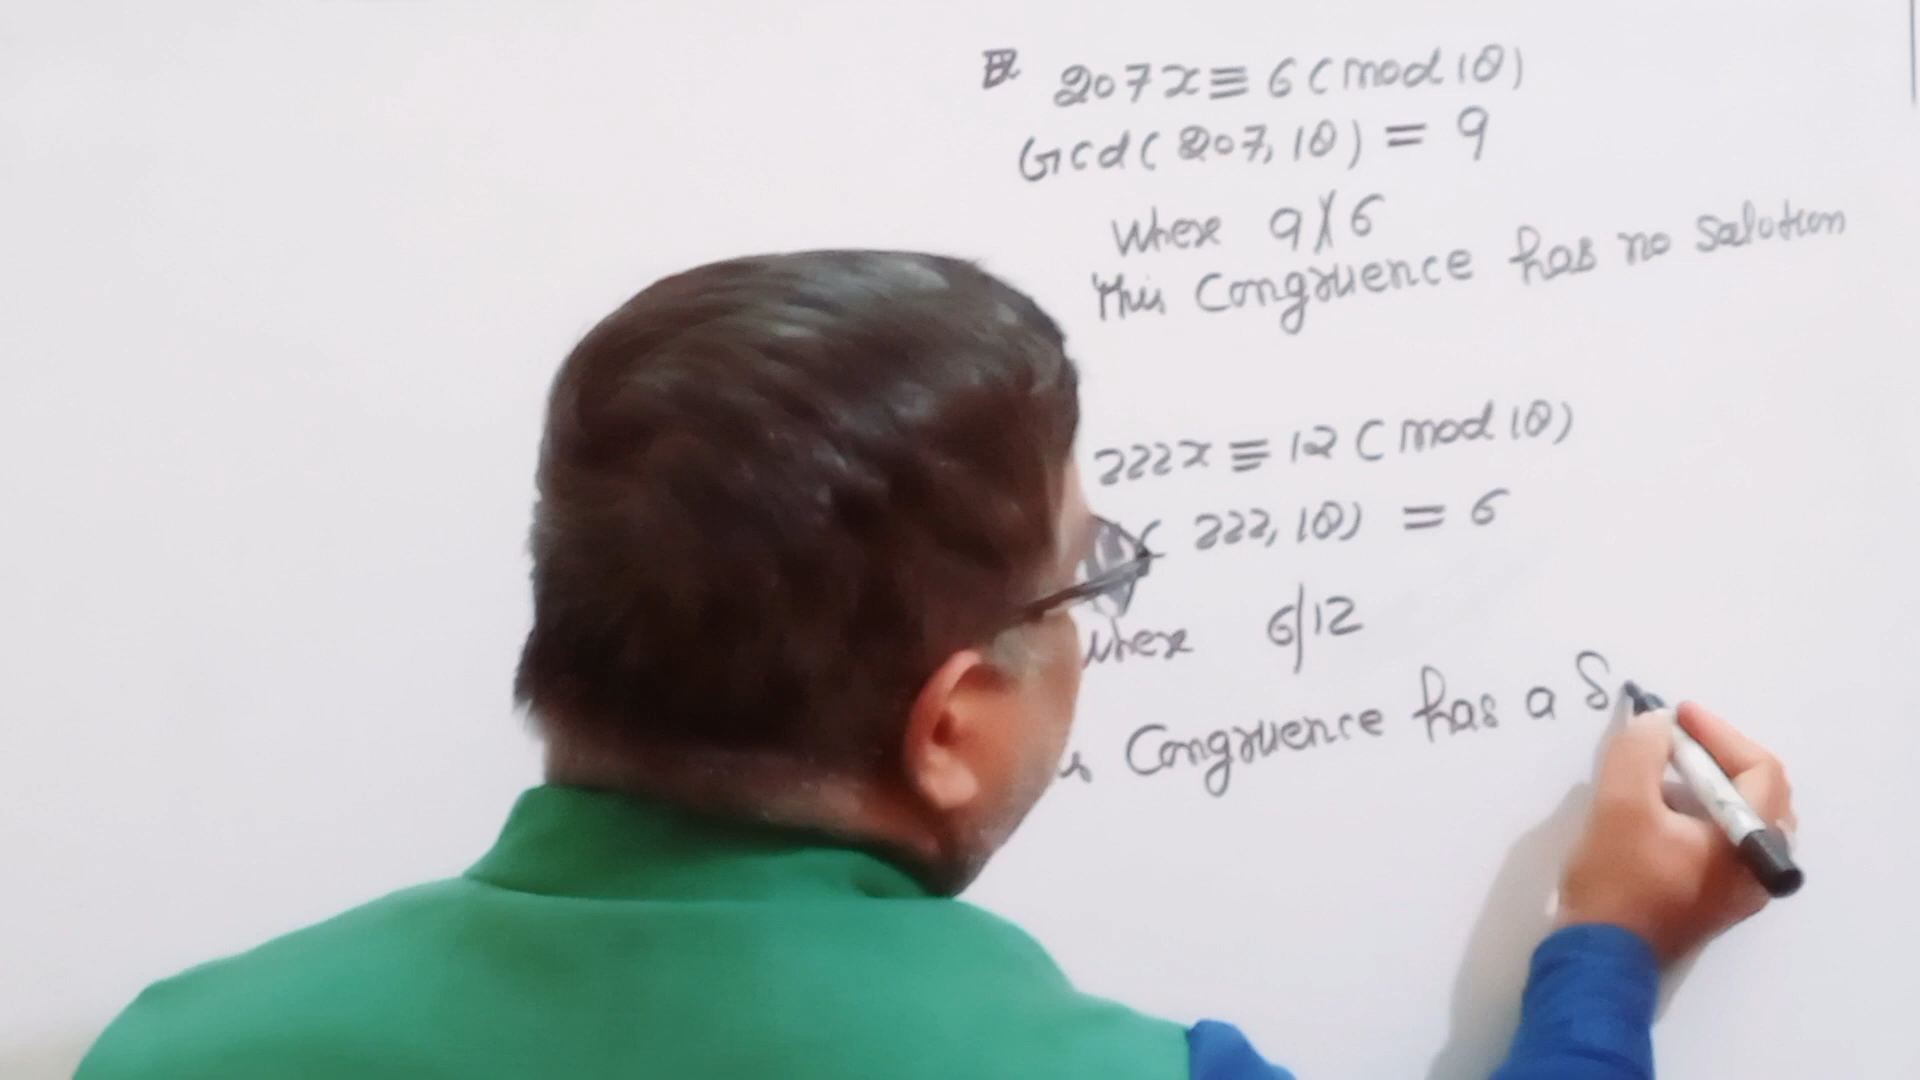 207x ≡ 6 (mod 18)
Gcd( 207, 18 ) = 9
where 9∤6
This Congruence has no solution
222x ≡ 12 ( mod 18)
( 222, 18) = 6
where 6|12
Congruence has a S